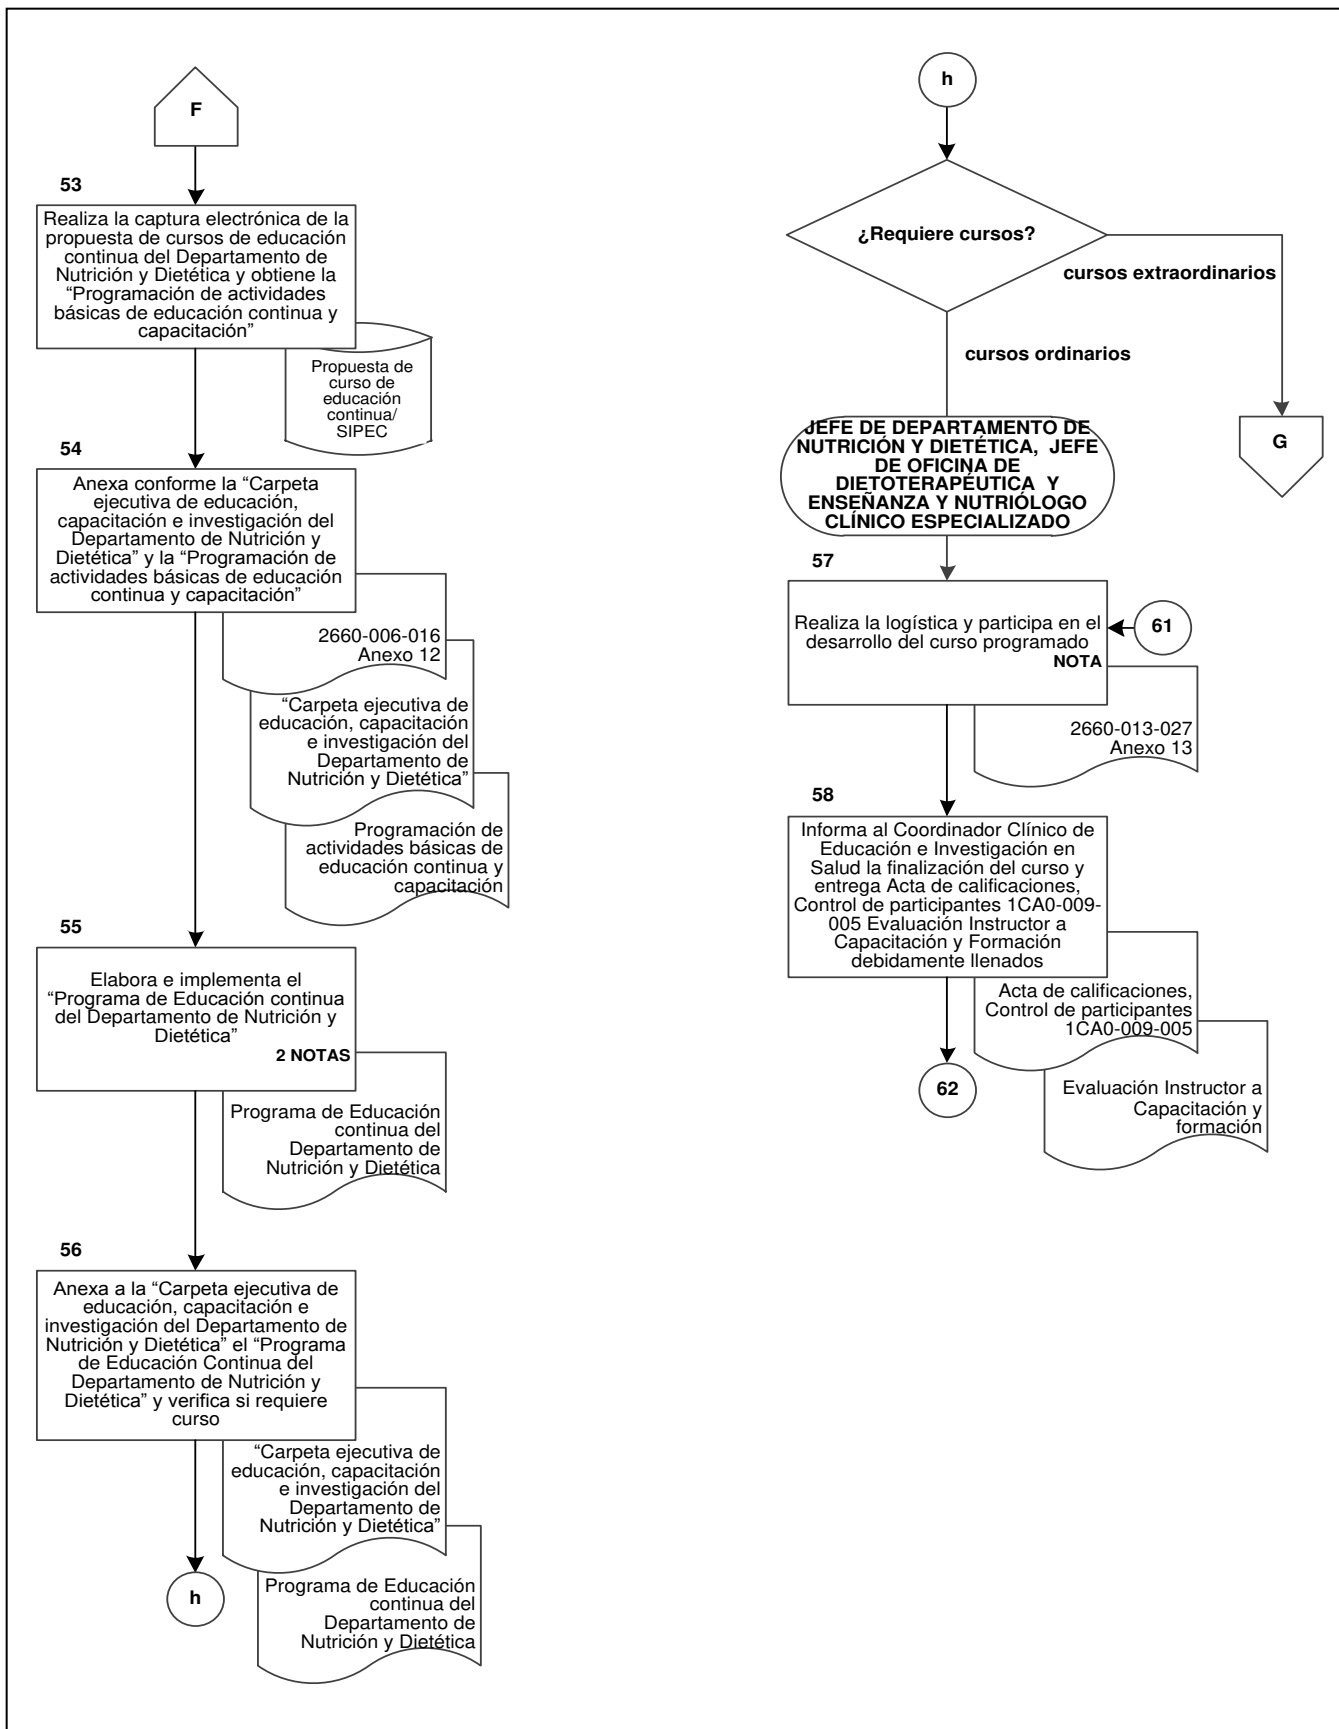 F
53
Realiza la captura electrónica de la
propuesta de cursos de educación
continua del Departamento de
Nutrición y Dietética y obtiene la
“Programación de actividades
básicas de educación continua y
capacitación”
Propuesta de
curso de
educación
continua/
SIPEC
54
Anexa conforme la “Carpeta
ejecutiva de educación,
capacitación e investigación del
Departamento de Nutrición y
Dietética” y la “Programación de
actividades básicas de educación
continua y capacitación”
2660-006-016
Anexo 12
“Carpeta ejecutiva de
educación, capacitación
e investigación del
Departamento de
Nutrición y Dietética”
Programación de
actividades básicas de
educación continua y
capacitación
55
Elabora e implementa el
“Programa de Educación continua
del Departamento de Nutrición y
Dietética”
2 NOTAS
Programa de Educación
continua del
Departamento de
Nutrición y Dietética
56
Anexa a la “Carpeta ejecutiva de
educación, capacitación e
investigación del Departamento de
Nutrición y Dietética” el “Programa
de Educación Continua del
Departamento de Nutrición y
Dietética” y verifica si requiere
curso
“Carpeta ejecutiva de
educación, capacitación
e investigación del
Departamento de
Nutrición y Dietética”
Programa de Educación
continua del
Departamento de
Nutrición y Dietética
h
h
¿Requiere cursos?
cursos extraordinarios
cursos ordinarios
G
JEFE DE DEPARTAMENTO DE
NUTRICIÓN Y DIETÉTICA, JEFE
DE OFICINA DE
DIETOTERAPÉUTICA Y
ENSEÑANZA Y NUTRIÓLOGO
CLÍNICO ESPECIALIZADO
57
Realiza la logística y participa en el
desarrollo del curso programado
NOTA
61
2660-013-027
Anexo 13
58
Informa al Coordinador Clínico de
Educación e Investigación en
Salud la finalización del curso y
entrega Acta de calificaciones,
Control de participantes 1CA0-009-
005 Evaluación Instructor a
Capacitación y Formación
debidamente llenados
Acta de calificaciones,
Control de participantes
1CA0-009-005
Evaluación Instructor a
Capacitación y
formación
62